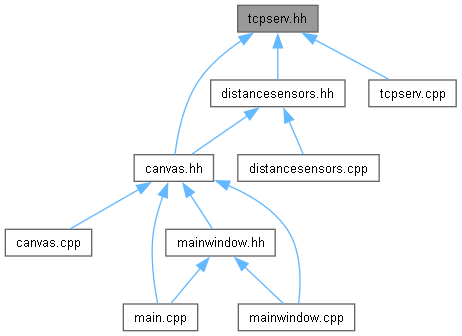 tcpserv.hh
distancesensors.hh
tcpserv.cpp
canvas.hh
distancesensors.cpp
canvas.cpp
mainwindow.hh
main.cpp
mainwindow.cpp